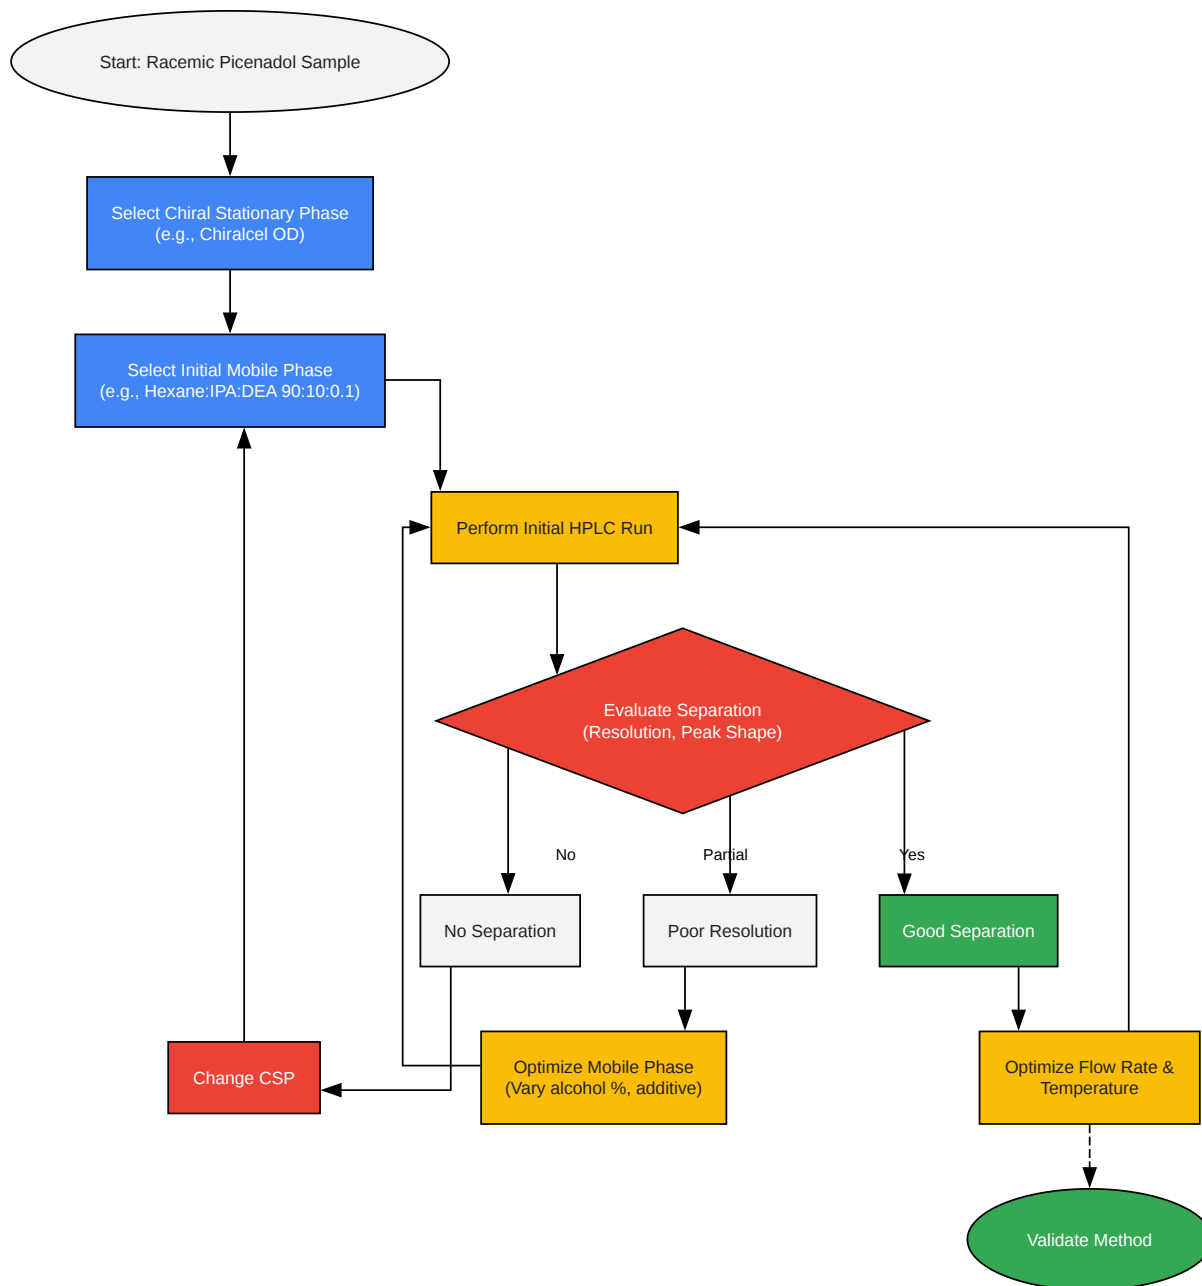 Start: Racemic Picenadol Sample
Select Chiral Stationary Phase
(e.g., Chiralcel OD)
Select Initial Mobile Phase
(e.g., Hexane:IPA:DEA 90:10:0.1)
Perform Initial HPLC Run
Evaluate Separation
(Resolution, Peak Shape)
No
Partial
Yes
No Separation
Poor Resolution
Good Separation
Change CSP
Optimize Mobile Phase
(Vary alcohol %, additive)
Optimize Flow Rate &
Temperature
Validate Method